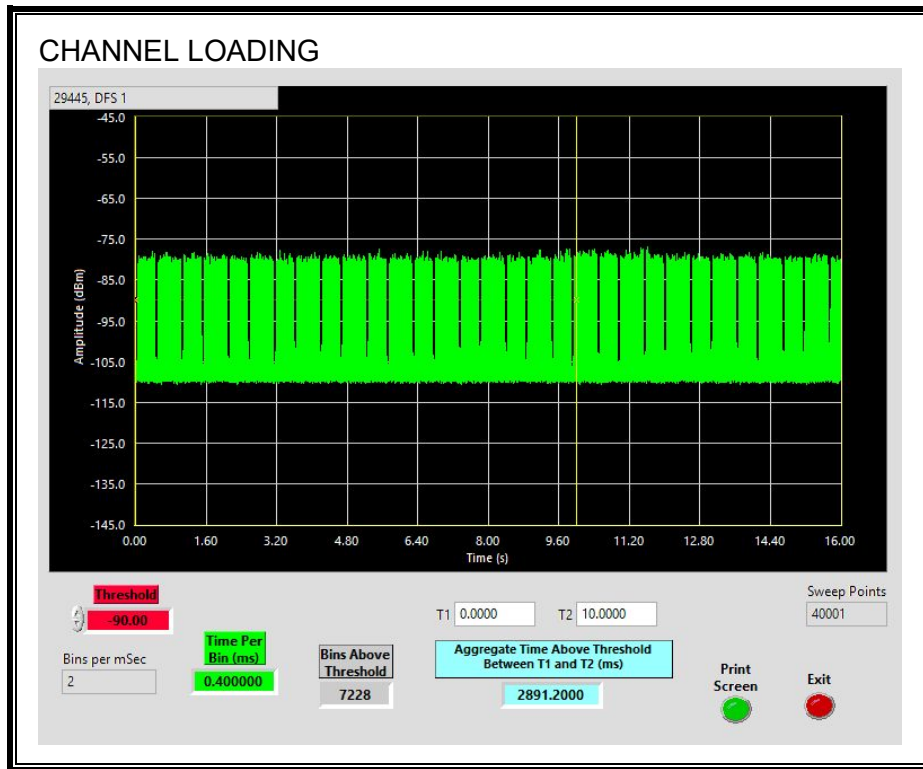 CHANNEL LOADING
29445, DFS 1
Amplitude (dBm)
-45.0
-55.0
-65.0
-75.0
-85.0
-95.0
-105.0
-115.0
-125.0
-135.0
-145.0
0.00 1.60 3.20 4.80 6.40 8.00 9.60 11.20 12.80 14.40 16.00
Time (s)
Threshold
-90.00
Bins per mSec
2
Time Per
Bin (ms)
0.400000
Bins Above
Threshold
7228
T1 0.0000 T2 10.0000
Aggregate Time Above Threshold
Between T1 and T2 (ms)
2891.2000
Sweep Points
40001
Print
Screen
Exit